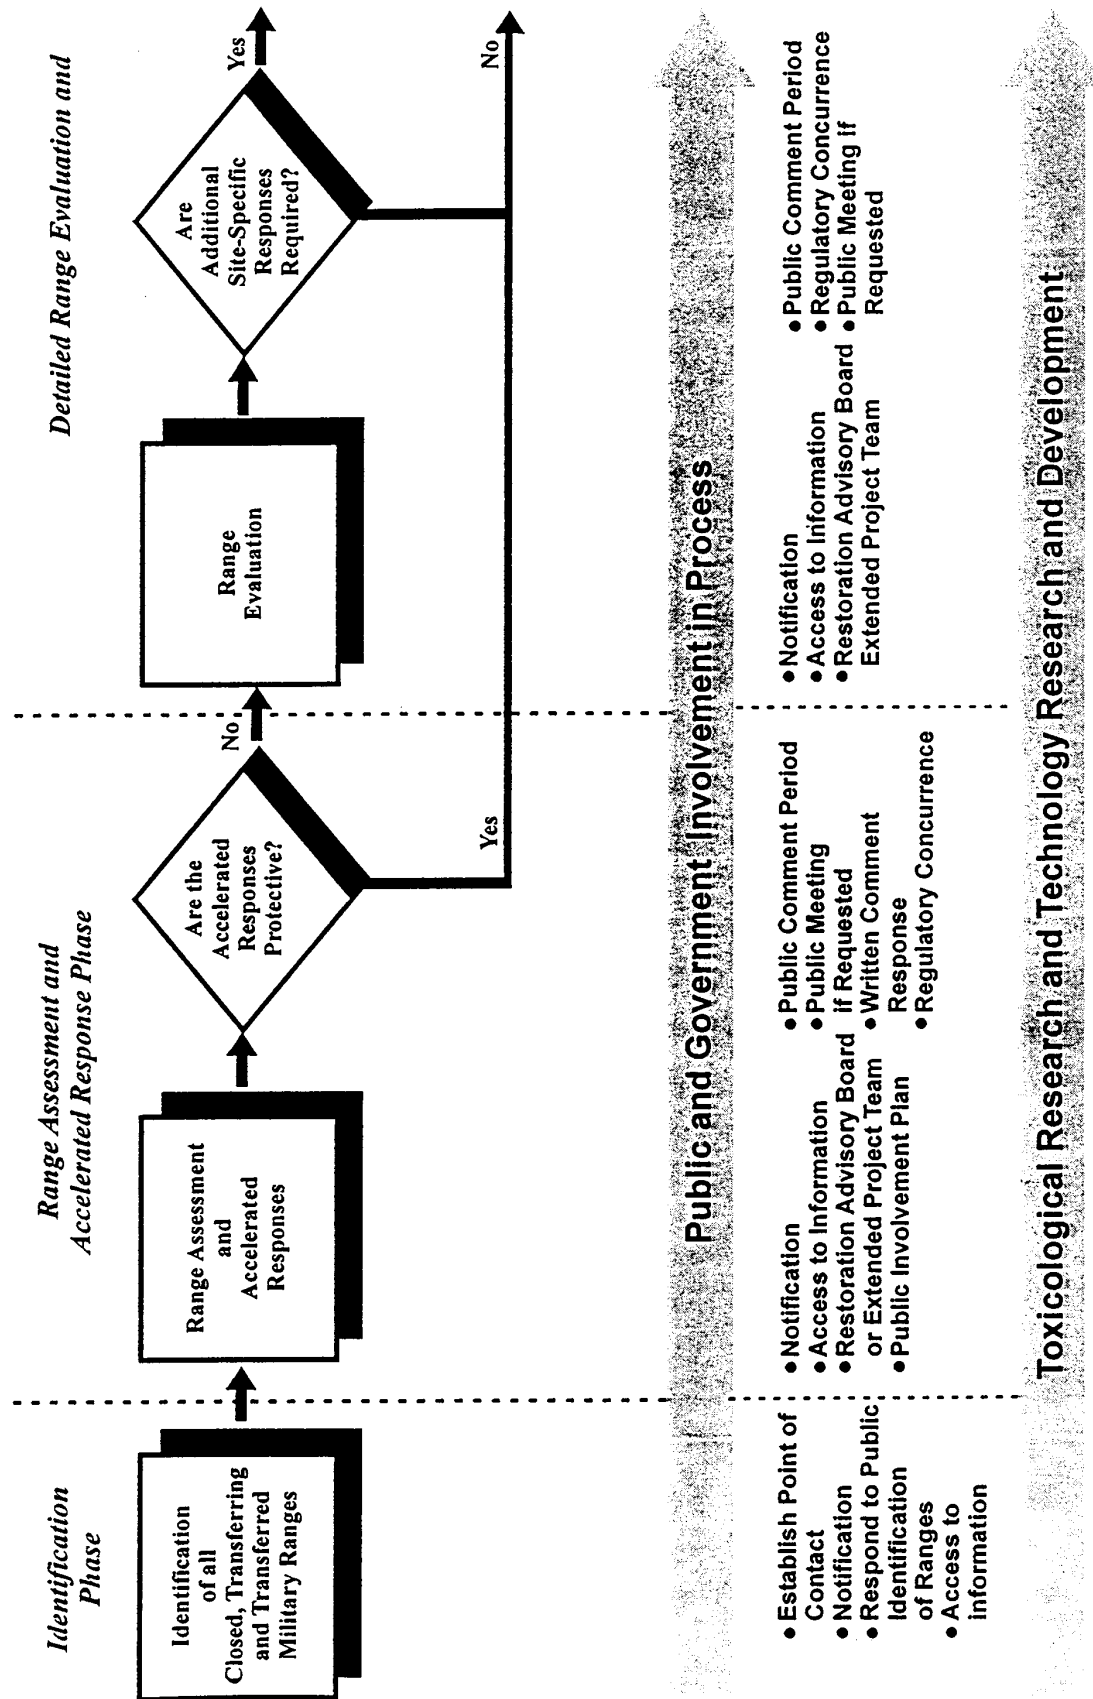 Identification
Phase
Range Assessment and
Accelerated Response Phase
Detailed Range Evaluation and
Identification
of all
Closed, Transferring
and Transferred
Military Ranges
Range Assessment
and
Accelerated
Responses
Are the
Accelerated
Responses
Protective?
No
Yes
Range
Evaluation
Are
Additional
Site-Specific
Responses
Required?
Yes
No
Public and Government Involvement in Process
• Establish Point of
Contact
• Notification
• Respond to Public
Identification
of Ranges
• Access to
information
• Notification
• Access to Information
• Restoration Advisory Board
or Extended Project Team
• Public Involvement Plan
• Public Comment Period
• Public Meeting
if Requested
• Written Comment
Response
• Regulatory Concurrence
• Notification
• Access to Information
• Restoration Advisory Board
Extended Project Team
• Public Comment Period
• Regulatory Concurrence
• Public Meeting if
Requested
Toxicological Research and Technology Research and Development